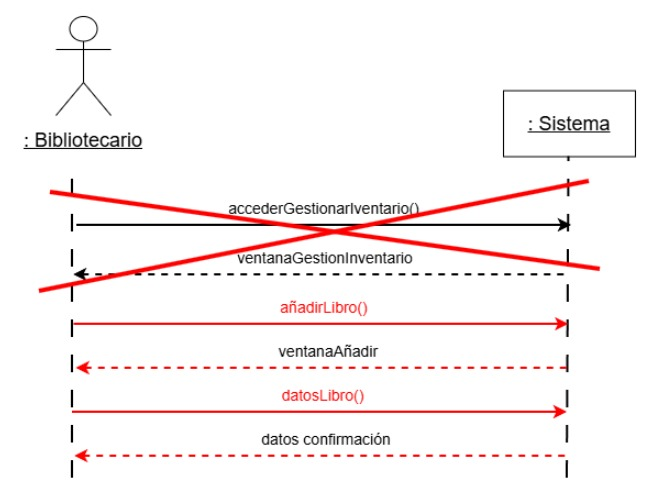 : Bibliotecario
: Sistema
accederGestionarIventario()
ventanaGestionInventario
añadirLibro()
ventanaAñadir
datosLibro()
datos confirmación